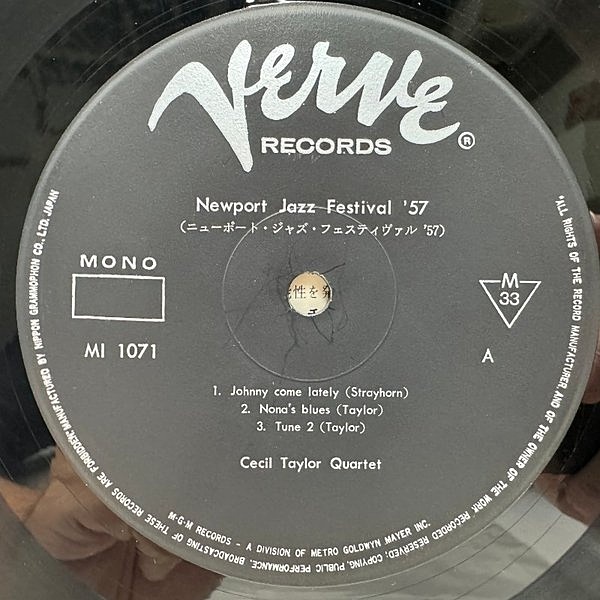 Verve
RECORDS ®
Newport Jazz Festival '57
(ニューポート・ジャズ・フェスティヴァル '57)
MONO
MI 1071
M
33
A
性を発
1. Johnny come lately (Strayhorn)
2. Nona's blues (Taylor)
3. Tune 2 (Taylor)
Cecil Taylor Quartet
M-G-M RECORDS – A DIVISION OF METRO GOLDWYN MAYER INC.
"ALL RIGHTS OF THE RECORD MANUFACTURER AND OF THE OWNER OF THE WORK RECORDED RESERVED; COPYING, PUBLIC PERFORMANCE, BROADCASTING OF THESE RECORDS ARE FORBIDDEN." MANUFACTURED BY NIPPON GRAMMOPHON CO., LTD. JAPAN